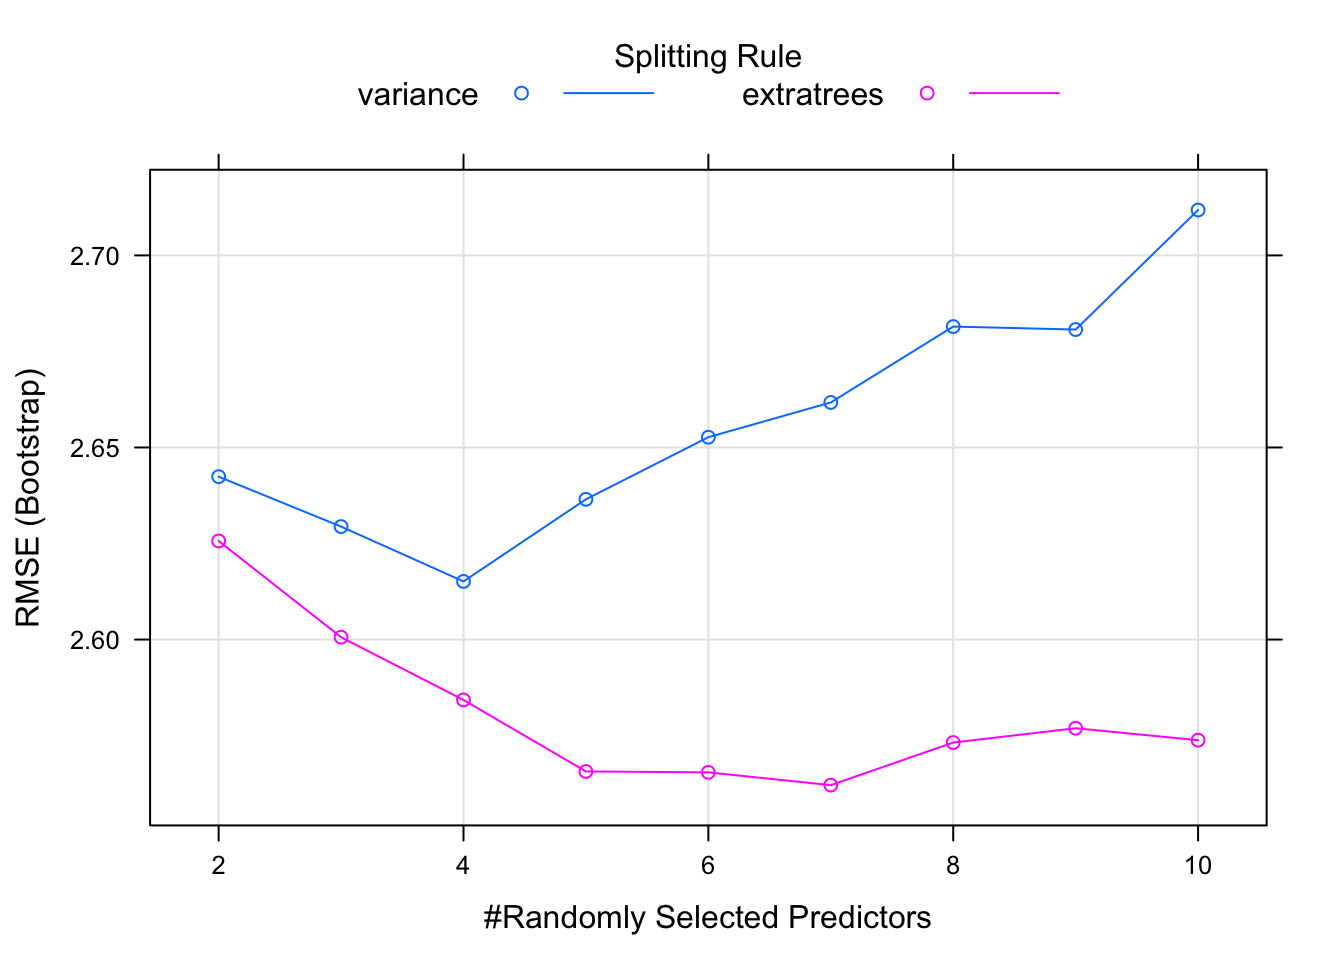 Splitting Rule
variance extratrees
2.70
2.65
2.60
RMSE (Bootstrap)
2 4 6 8 10
#Randomly Selected Predictors